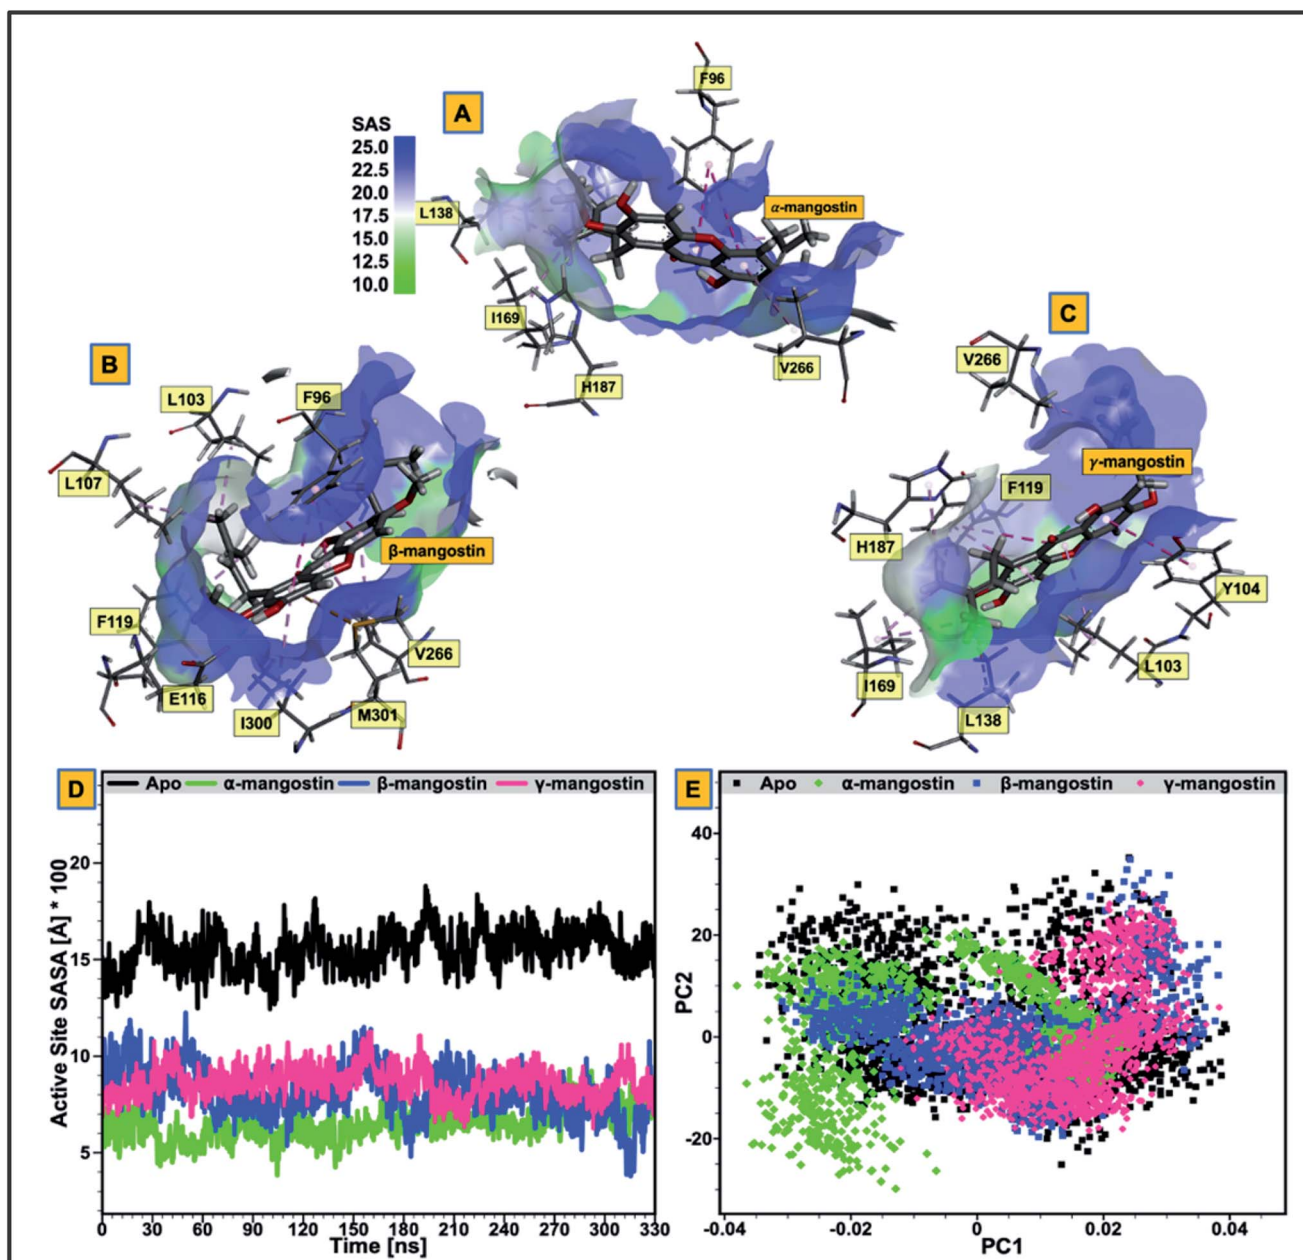 A
F96
SAS
25.0
22.5
20.0
17.5
15.0
12.5
10.0
L138
α-mangostin
I169
H187
V266
B
L103
F96
L107
β-mangostin
F119
E116
I300
M301
V266
C
V266
γ-mangostin
F119
H187
Y104
L103
I169
L138
D
Apo α-mangostin β-mangostin γ-mangostin
Active Site SASA [Å] * 100
20
15
10
5
0 30 60 90 120 150 180 210 240 270 300 330
Time [ns]
E
Apo α-mangostin β-mangostin γ-mangostin
PC2
40
20
0
-20
-0.04 -0.02 0 0.02 0.04
PC1